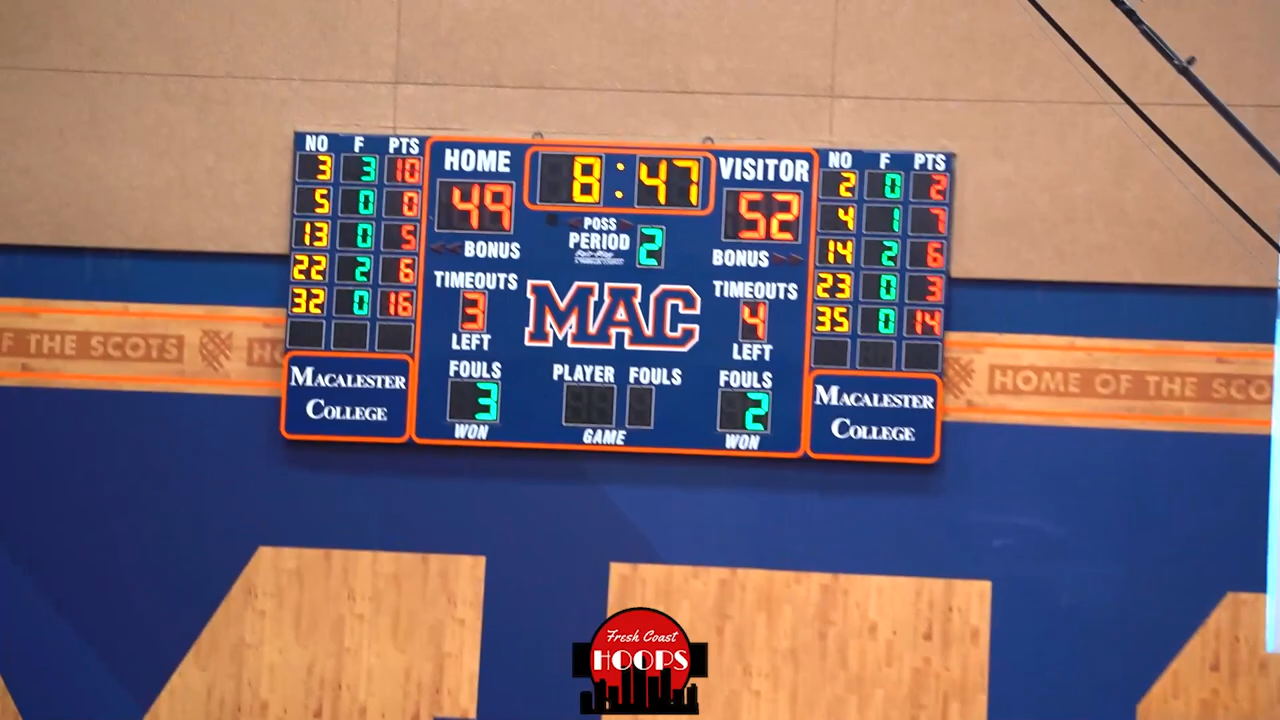 NO F PTS
3 3 10
5 0 0
13 0 5
22 2 6
32 0 16
MACALESTER
COLLEGE
HOME 8:47 VISITOR
49 52
POSS
PERIOD 2
BONUS BONUS
TIMEOUTS TIMEOUTS
3 4
LEFT LEFT
MAC
FOULS PLAYER FOULS FOULS
3 2
WON GAME WON
NO F PTS
2 0 2
4 1 7
14 2 6
23 0 3
35 0 14
MACALESTER
COLLEGE
F THE SCOTS HO
HOME OF THE SCO
Fresh Coast
HOOPS